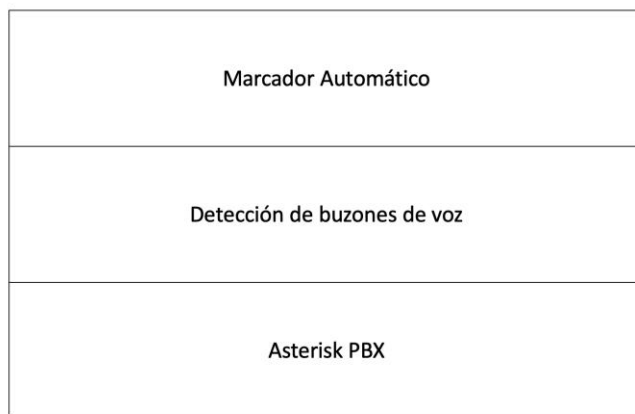 Marcador Automático
Detección de buzones de voz
Asterisk PBX